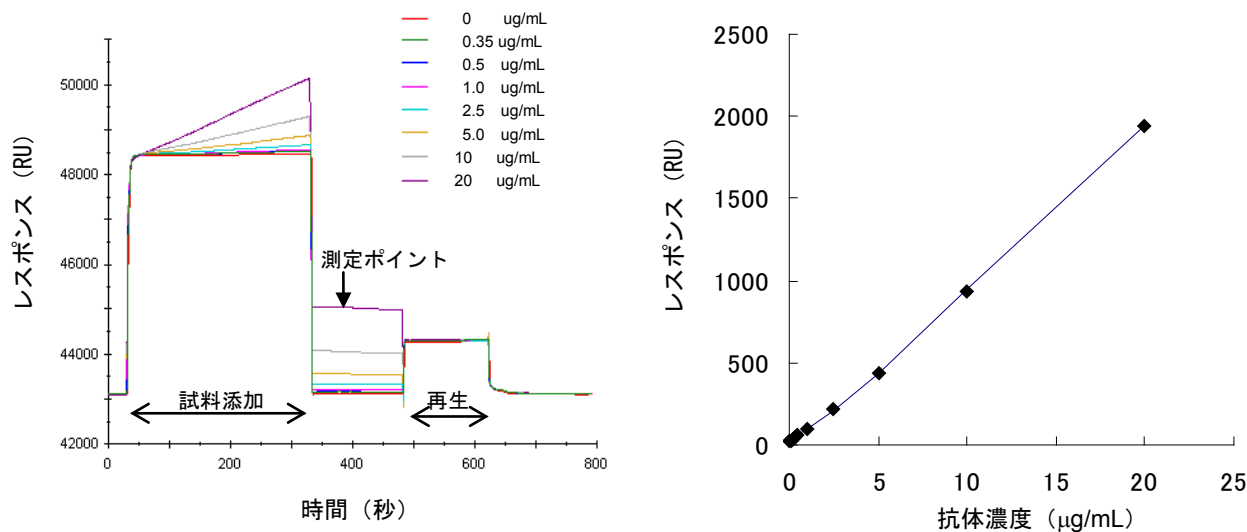 0 ug/mL
0.35 ug/mL
0.5 ug/mL
1.0 ug/mL
2.5 ug/mL
5.0 ug/mL
10 ug/mL
20 ug/mL
レスポンス（RU）
50000
48000
46000
44000
42000
測定ポイント
試料添加
再生
0
200
400
600
800
時間（秒）
レスポンス（RU）
2500
2000
1500
1000
500
0
0
5
10
15
20
25
抗体濃度（μg/mL）